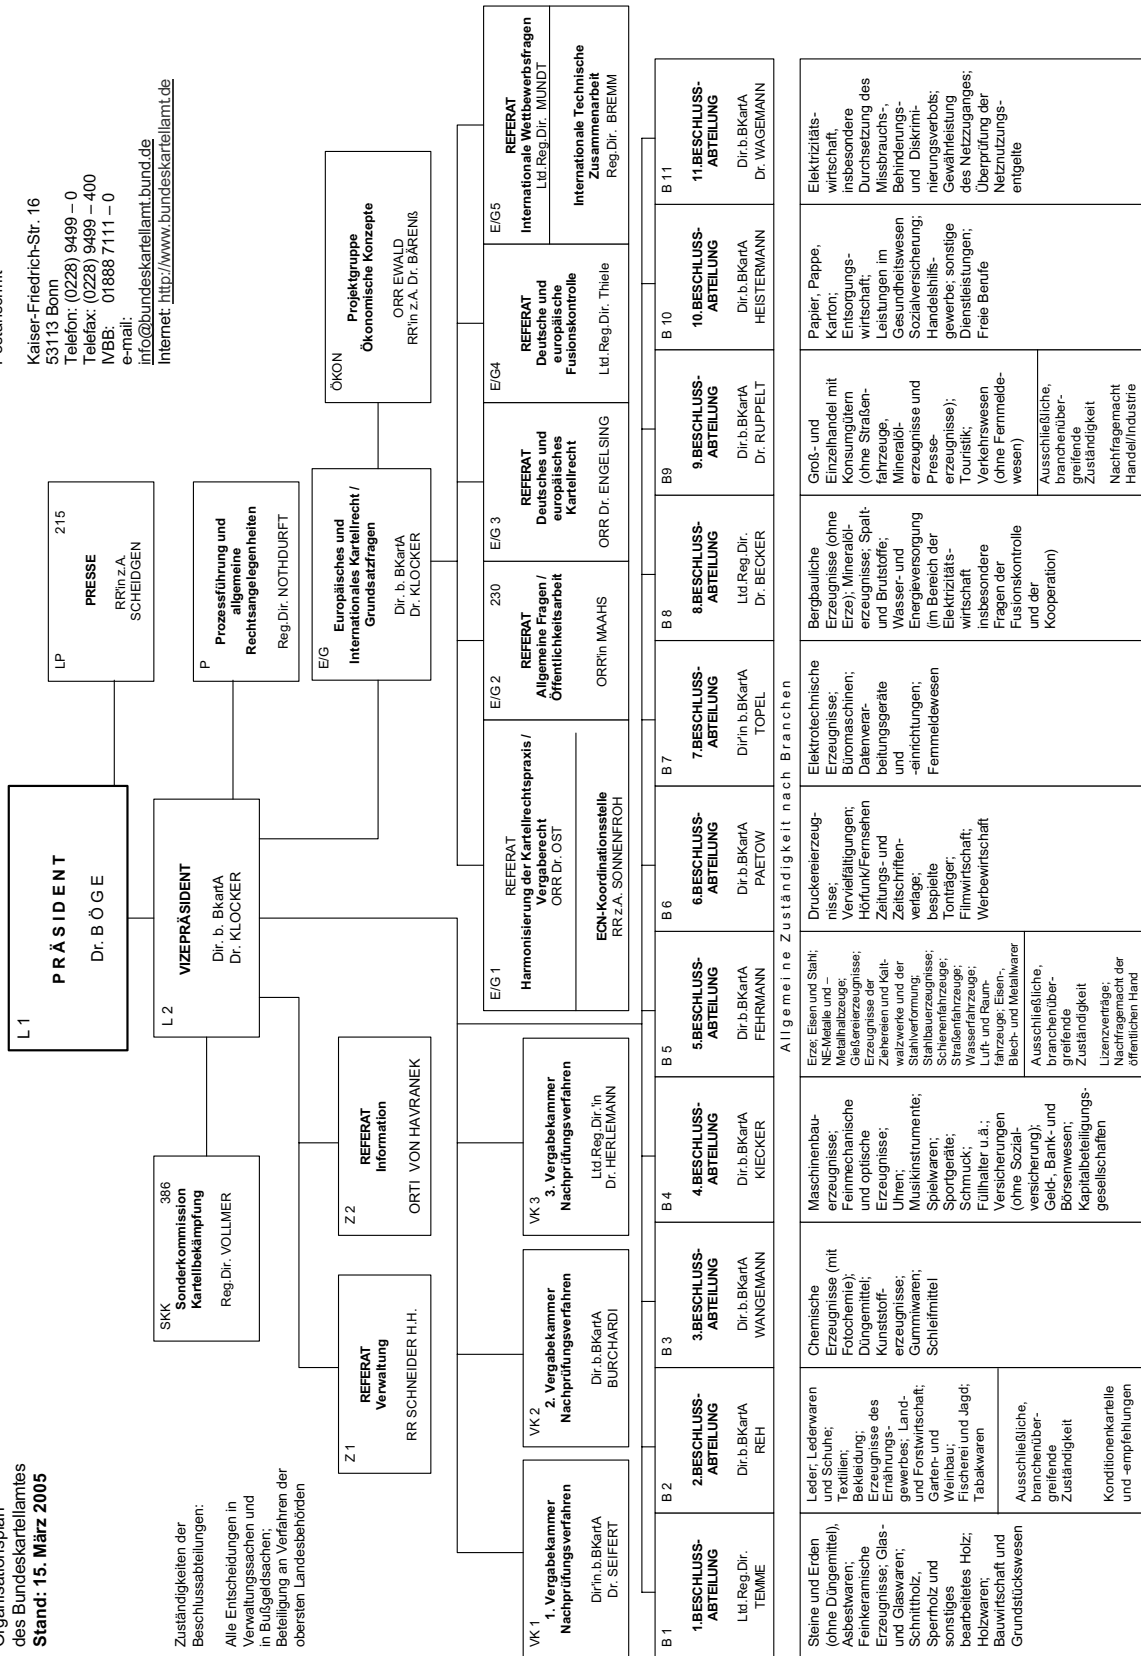 Organisationsplan
des Bundeskartellamtes
Stand: 15. März 2005
Postanschrift
Kaiser-Friedrich-Str. 16
53113 Bonn
Telefon: (0228) 9499 – 0
Telefax: (0228) 9499 – 400
IVBB: 01888 7111 – 0
e-mail:
info@bundeskartellamt.bund.de
Internet: http://www.bundeskartellamt.de
L 1
PRÄSIDENT
Dr. BÖGE
LP 215
PRESSE
RR'in z.A.
SCHEIDGEN
Zuständigkeiten der
Beschlussabteilungen:
Alle Entscheidungen in
Verwaltungssachen und
in Bußgeldsachen;
Beteiligung an Verfahren der
obersten Landesbehörden
SKK 386
Sonderkommission
Kartellbekämpfung
Reg.Dir. VOLLMER
L 2
VIZEPRÄSIDENT
Dir. b. BkartA
Dr. KLOCKER
P
Prozessführung und
allgemeine
Rechtsangelegenheiten
Reg.Dir. NOTHDURFT
Z 1
REFERAT
Verwaltung
RR SCHNEIDER H.H.
Z 2
REFERAT
Information
ORTI VON HAVRANEK
E/G
Europäisches und
Internationales Kartellrecht /
Grundsatzfragen
Dir. b. BKartA
Dr. KLOCKER
ÖKON
Projektgruppe
Ökonomische Konzepte
ORR EWALD
RR'in z.A. Dr. BÄRENß
VK 1
1. Vergabekammer
Nachprüfungsverfahren
Dir'in.b.BKartA
Dr. SEIFERT
VK 2
2. Vergabekammer
Nachprüfungsverfahren
Dir.b.BKartA
BURCHARDI
VK 3
3. Vergabekammer
Nachprüfungsverfahren
Ltd.Reg.Dir.'in
Dr. HERLEMANN
E/G 1
REFERAT
Harmonisierung der Kartellrechtspraxis /
Vergaberecht
ORR Dr. OST
ECN-Koordinationsstelle
RR z.A. SONNENFROH
E/G 2 230
REFERAT
Allgemeine Fragen /
Öffentlichkeitsarbeit
ORR'in MAAHS
E/G 3
REFERAT
Deutsches und
europäisches
Kartellrecht
ORR Dr. ENGELSING
E/G4
REFERAT
Deutsche und
europäische
Fusionskontrolle
Ltd.Reg.Dir. Thiele
E/G5
REFERAT
Internationale Wettbewerbsfragen
Ltd.Reg.Dir. MUNDT
Internationale Technische
Zusammenarbeit
Reg.Dir. BREMM
B 1
1.BESCHLUSS-
ABTEILUNG
Ltd.Reg.Dir.
TEMME
B 2
2.BESCHLUSS-
ABTEILUNG
Dir.b.BKartA
REH
B 3
3.BESCHLUSS-
ABTEILUNG
Dir.b.BKartA
WANGEMANN
B 4
4.BESCHLUSS-
ABTEILUNG
Dir.b.BKartA
KIECKER
B 5
5.BESCHLUSS-
ABTEILUNG
Dir.b.BKartA
FEHRMANN
B 6
6.BESCHLUSS-
ABTEILUNG
Dir.b.BKartA
PAETOW
B 7
7.BESCHLUSS-
ABTEILUNG
Dir'in b.BKartA
TOPEL
B 8
8.BESCHLUSS-
ABTEILUNG
Ltd.Reg.Dir.
Dr. BECKER
B9
9.BESCHLUSS-
ABTEILUNG
Dir.b.BKartA
Dr. RUPPELT
B 10
10.BESCHLUSS-
ABTEILUNG
Dir.b.BKartA
HEISTERMANN
B 11
11.BESCHLUSS-
ABTEILUNG
Dir.b.BKartA
Dr. WAGEMANN
Allgemeine Zuständigkeit nach Branchen
Steine und Erden
(ohne Düngemittel),
Asbestwaren;
Feinkeramische
Erzeugnisse; Glas-
und Glaswaren;
Schnittholz,
Sperrholz und
sonstiges
bearbeitetes Holz;
Holzwaren;
Bauwirtschaft und
Grundstückswesen
Leder; Lederwaren
und Schuhe;
Textilien;
Bekleidung;
Erzeugnisse des
Ernährungs-
gewerbes; Land-
und Forstwirtschaft;
Garten- und
Weinbau;
Fischerei und Jagd;
Tabakwaren
Ausschließliche,
branchenüber-
greifende
Zuständigkeit
Konditionenkartelle
und -empfehlungen
Chemische
Erzeugnisse (mit
Fotochemie);
Düngemittel;
Kunststoff-
erzeugnisse;
Gummiwaren;
Schleifmittel
Maschinenbau-
erzeugnisse;
Feinmechanische
und optische
Erzeugnisse;
Uhren;
Musikinstrumente;
Spielwaren;
Sportgeräte;
Schmuck;
Füllhalter u.ä.;
Versicherungen
(ohne Sozial-
versicherung);
Geld-, Bank- und
Börsenwesen;
Kapitalbeteiligungs-
gesellschaften
Erze; Eisen und Stahl;
NE-Metalle und –
Metallhalbzeuge;
Gießereierzeugnisse;
Erzeugnisse der
Ziehereien und Kalt-
walzwerke und der
Stahlverformung;
Stahlbauerzeugnisse;
Schienenfahrzeuge;
Straßenfahrzeuge;
Wasserfahrzeuge;
Luft- und Raum-
fahrzeuge; Eisen-,
Blech- und Metallwaren
Ausschließliche,
branchenüber-
greifende
Zuständigkeit
Lizenzverträge;
Nachfragemacht der
öffentlichen Hand
Druckereierzeug-
nisse;
Vervielfältigungen;
Hörfunk/Fernsehen
Zeitungs- und
Zeitschriften-
verlage;
bespielte
Tonträger;
Filmwirtschaft;
Werbewirtschaft
Elektrotechnische
Erzeugnisse;
Büromaschinen;
Datenverar-
beitungsgeräte
und
-einrichtungen;
Fernmeldewesen
Bergbauliche
Erzeugnisse (ohne
Erze); Mineralöl-
erzeugnisse; Spalt-
und Brutstoffe;
Wasser- und
Energieversorgung
(im Bereich der
Elektrizitäts-
wirtschaft
insbesondere
Fragen der
Fusionskontrolle
und der
Kooperation)
Groß- und
Einzelhandel mit
Konsumgütern
(ohne Straßen-
fahrzeuge,
Mineralöl-
erzeugnisse und
Presse-
erzeugnisse);
Touristik;
Verkehrswesen
(ohne Fernmelde-
wesen)
Ausschließliche,
branchenüber-
greifende
Zuständigkeit
Nachfragemacht
Handel/Industrie
Papier, Pappe,
Karton;
Entsorgungs-
wirtschaft;
Leistungen im
Gesundheitswesen
Sozialversicherung;
Handelshilfs-
gewerbe; sonstige
Dienstleistungen;
Freie Berufe
Elektrizitäts-
wirtschaft,
insbesondere
Durchsetzung des
Missbrauchs-,
Behinderungs-
und Diskrimi-
nierungsverbots;
Gewährleistung
des Netzzuganges;
Überprüfung der
Netznutzungs-
entgelte